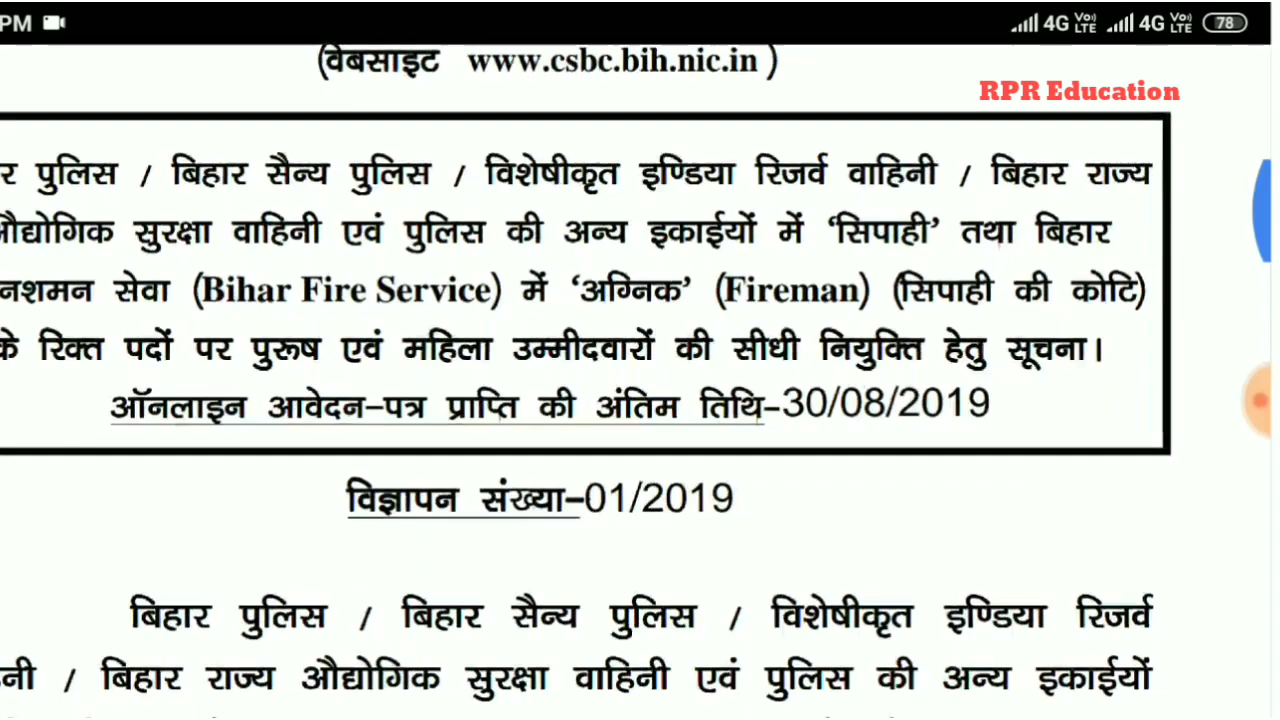 PM 4G VoLTE 4G VoLTE 78
(वेबसाइट www.csbc.bih.nic.in )
RPR Education
र पुलिस / बिहार सैन्य पुलिस / विशेषीकृत इण्डिया रिजर्व वाहिनी / बिहार राज्य
औद्योगिक सुरक्षा वाहिनी एवं पुलिस की अन्य इकाईयों में ‘सिपाही’ तथा बिहार
नशमन सेवा (Bihar Fire Service) में ‘अग्निक’ (Fireman) (सिपाही की कोटि)
के रिक्त पदों पर पुरूष एवं महिला उम्मीदवारों की सीधी नियुक्ति हेतु सूचना।
ऑनलाइन आवेदन–पत्र प्राप्ति की अंतिम तिथि–30/08/2019
विज्ञापन संख्या–01/2019
बिहार पुलिस / बिहार सैन्य पुलिस / विशेषीकृत इण्डिया रिजर्व
नी / बिहार राज्य औद्योगिक सुरक्षा वाहिनी एवं पुलिस की अन्य इकाईयों